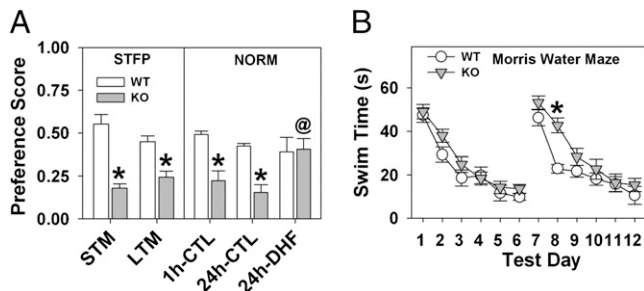 A
Preference Score
1.00
0.75
0.50
0.25
0.00
STFP
NORM
WT
KO
*
*
*
*
@
STM
LTM
1h-CTL
24h-CTL
24h-DHF
B
Morris Water Maze
WT
KO
*
Swim Time (s)
60
40
20
0
1 2 3 4 5 6 7 8 9 10 11 12
Test Day